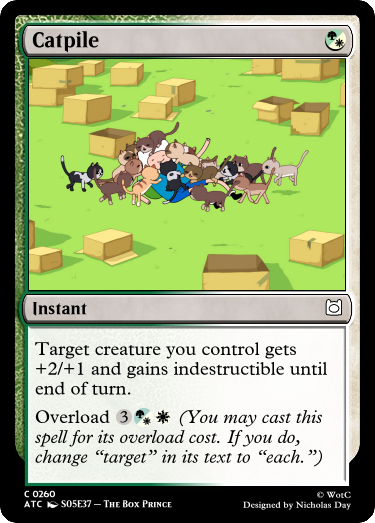 Catpile
Instant
Target creature you control gets
+2/+1 and gains indestructible until
end of turn.
Overload 3 (You may cast this
spell for its overload cost. If you do,
change “target” in its text to “each.”)
C 0260
ATC S05E37 – The Box Prince
© WotC
Designed by Nicholas Day